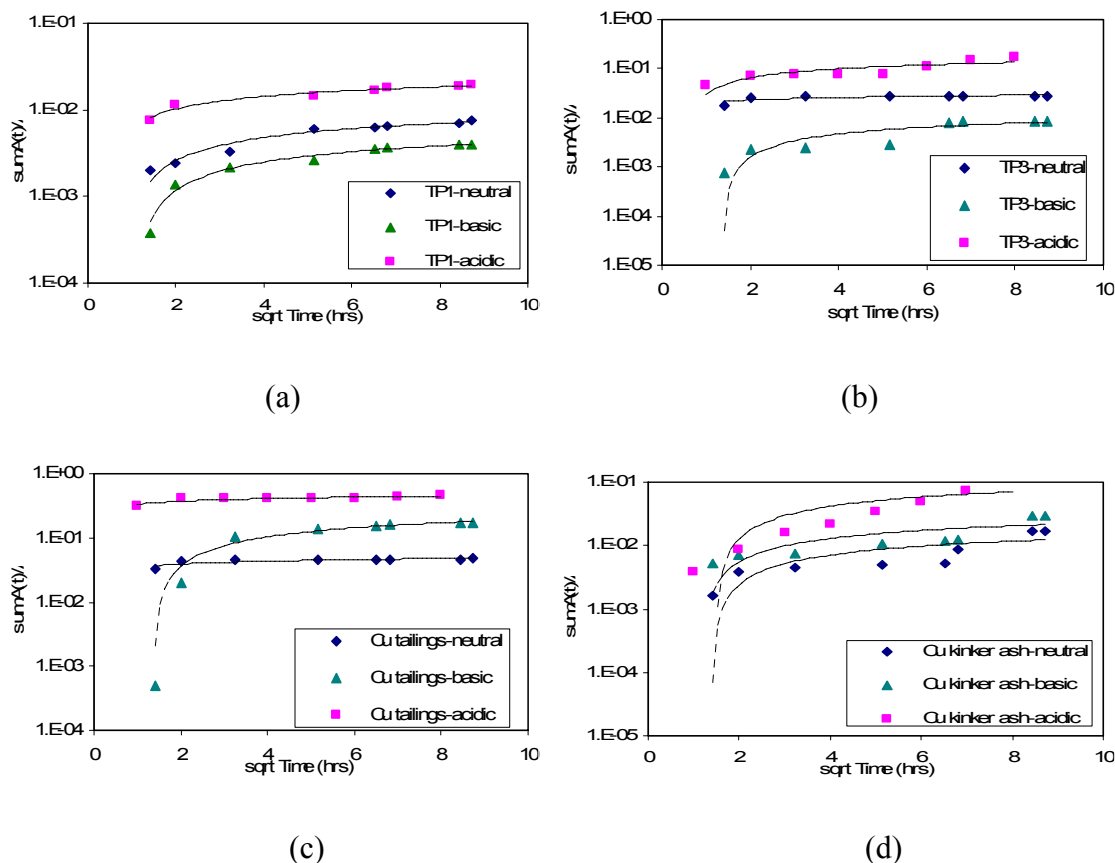 1.E-01
1.E-02
1.E-03
1.E-04
sumA(t)/,
0 2 4 6 8 10
sqrt Time (hrs)
TP1-neutral
TP1-basic
TP1-acidic
(a)
1.E+00
1.E-01
1.E-02
1.E-03
1.E-04
1.E-05
sumA(t)/,
0 2 4 6 8 10
sqrt Time (hrs)
TP3-neutral
TP3-basic
TP3-acidic
(b)
1.E+00
1.E-01
1.E-02
1.E-03
1.E-04
sumA(t)/,
0 2 4 6 8 10
sqrt Time (hrs)
Cu tailings-neutral
Cu tailings-basic
Cu tailings-acidic
(c)
1.E-01
1.E-02
1.E-03
1.E-04
1.E-05
sumA(t)/,
0 2 4 6 8 10
sqrt Time (hrs)
Cu kinker ash-neutral
Cu kinker ash-basic
Cu kinker ash-acidic
(d)